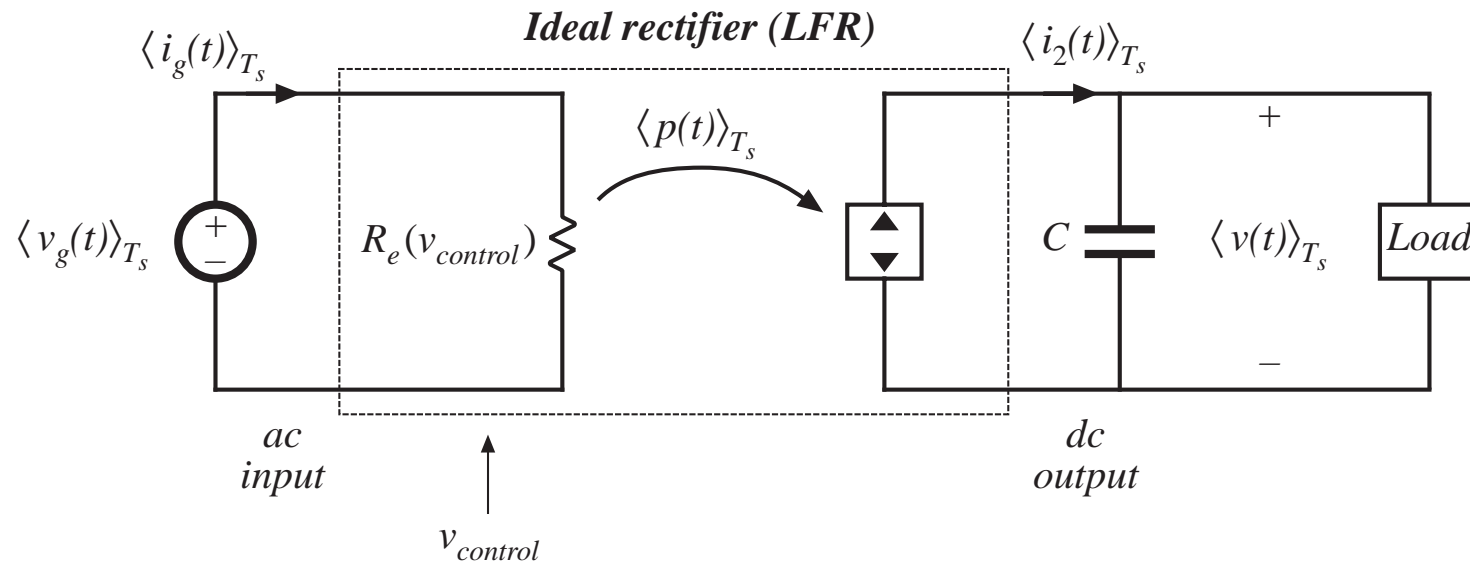 Ideal rectifier (LFR)
⟨i_g(t)⟩_{T_s}
⟨i_2(t)⟩_{T_s}
⟨p(t)⟩_{T_s}
+
⟨v_g(t)⟩_{T_s}
+
–
R_e(v_{control})
C
⟨v(t)⟩_{T_s}
Load
–
ac
input
dc
output
v_{control}